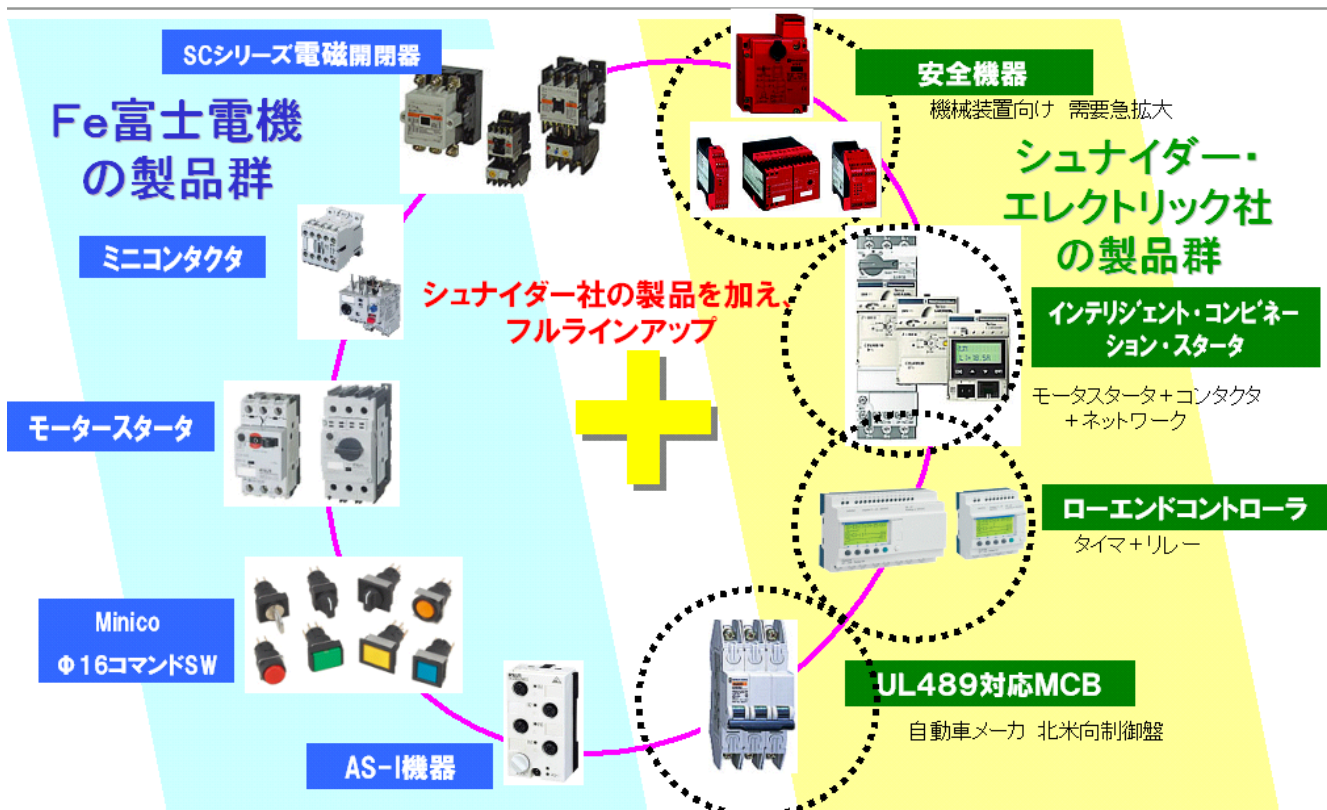 SCシリーズ電磁開閉器
Fe富士電機
の製品群
ミニコンタクタ
モータースタータ
Minico
Φ16コマンドSW
AS-I機器
シュナイダー社の製品を加え、
フルラインアップ
安全機器
機械装置向け 需要急拡大
シュナイダー・
エレクトリック社
の製品群
インテリジェント・コンビネー
ション・スタータ
モータスタータ+コンタクタ
+ネットワーク
ローエンドコントローラ
タイマ+リレー
UL489対応MCB
自動車メーカ 北米向制御盤